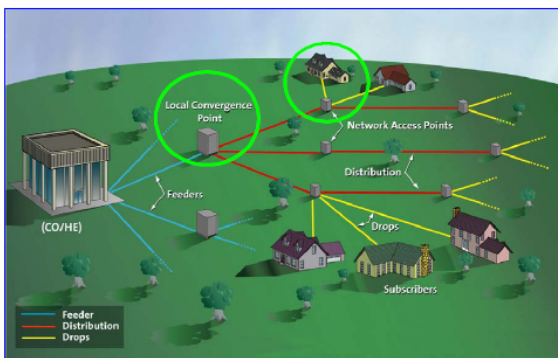 Local Convergence
Point
Network Access Points
Distribution
Feeders
(CO/HE)
Drops
Subscribers
Feeder
Distribution
Drops